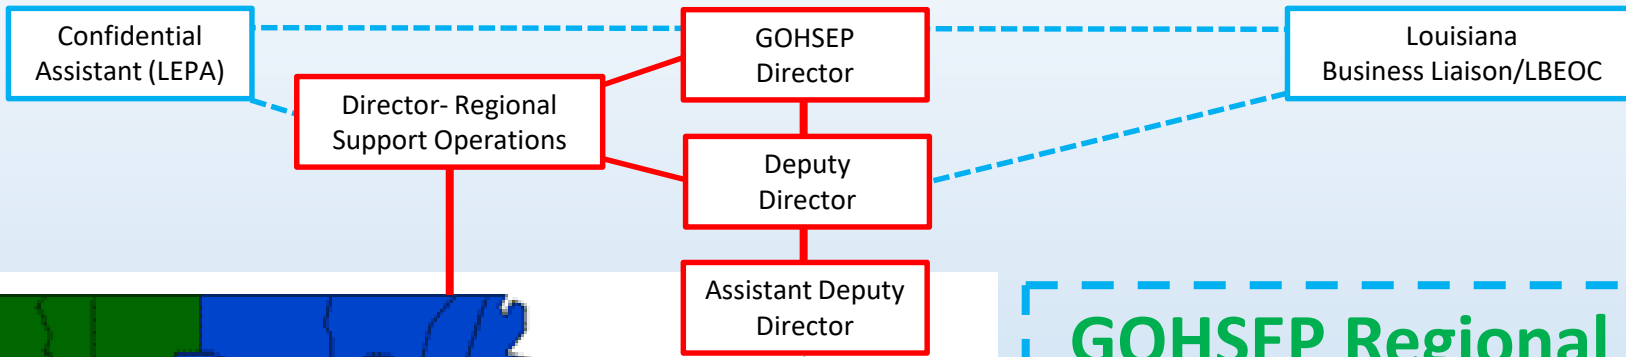 Confidential
Assistant (LEPA)
GOHSEP
Director
Louisiana
Business Liaison/LBEOC
Director- Regional
Support Operations
Deputy
Director
Assistant Deputy
Director
GOHSEP Regional